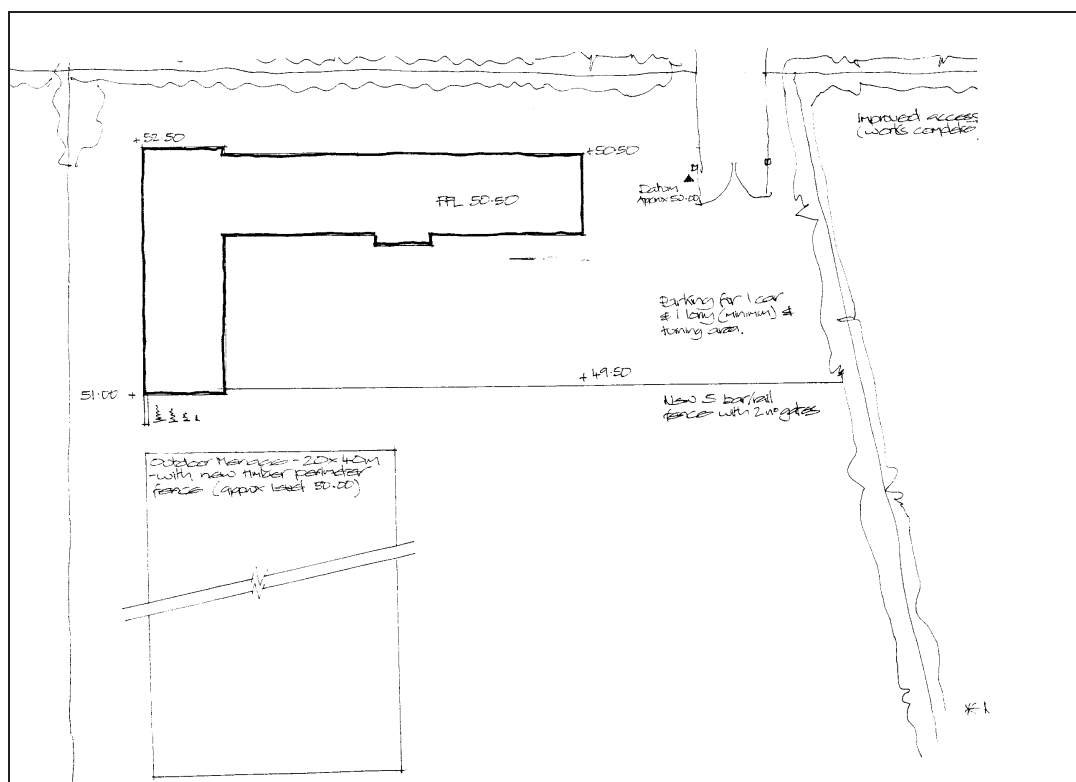 Improved access
(works complete
+52.50
+50.50
FFL 50.50
Datum
Approx 50.00
Parking for 1 car
& 1 lorry (minimum) &
turning area.
+49.50
51.00 +
New 5 bar/rail
fence with 2 no gates
Outdoor Menage - 20 x 40m
- with new timber perimeter
fence (approx level 50.00)